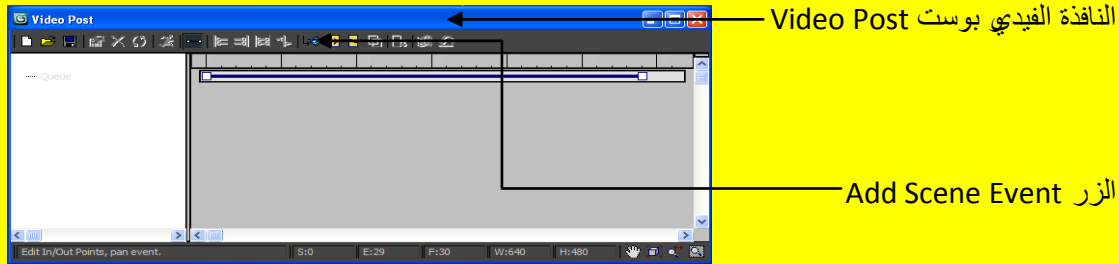 Video Post
النافذة الفيدي بوست Video Post
Queue
الزر Add Scene Event
Edit In/Out Points, pan event.
S:0
E:29
F:30
W:640
H:480